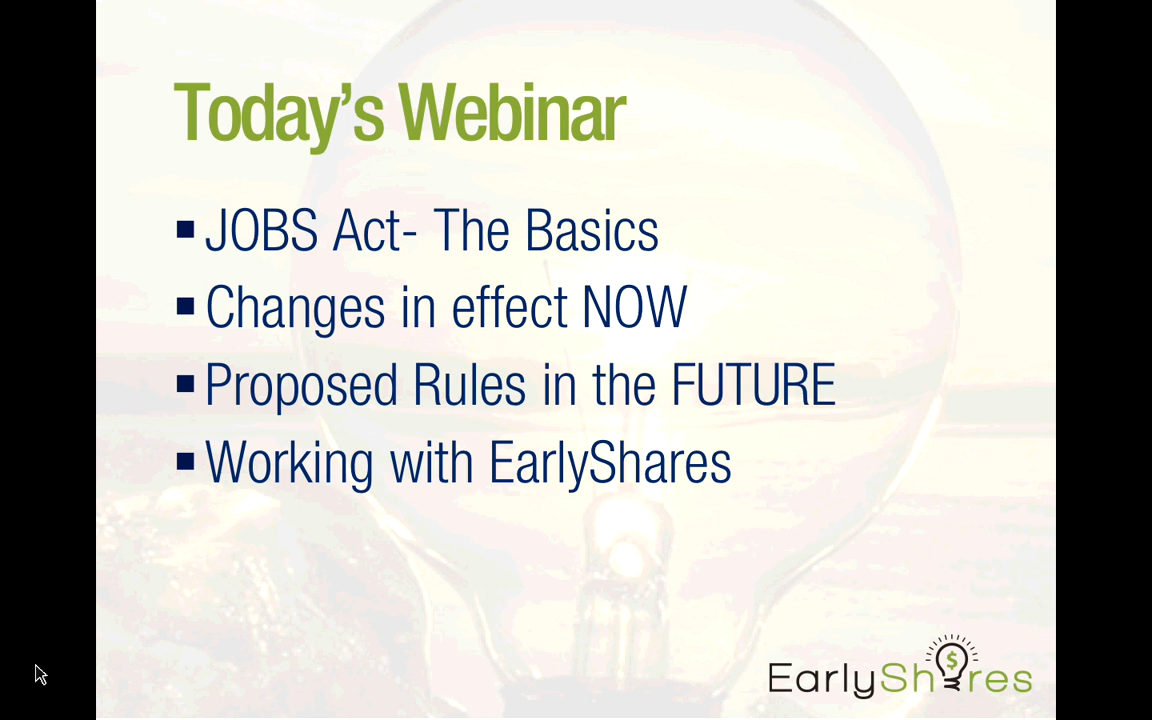 Today's Webinar
▪ JOBS Act- The Basics
▪ Changes in effect NOW
▪ Proposed Rules in the FUTURE
▪ Working with EarlyShares
EarlyShares